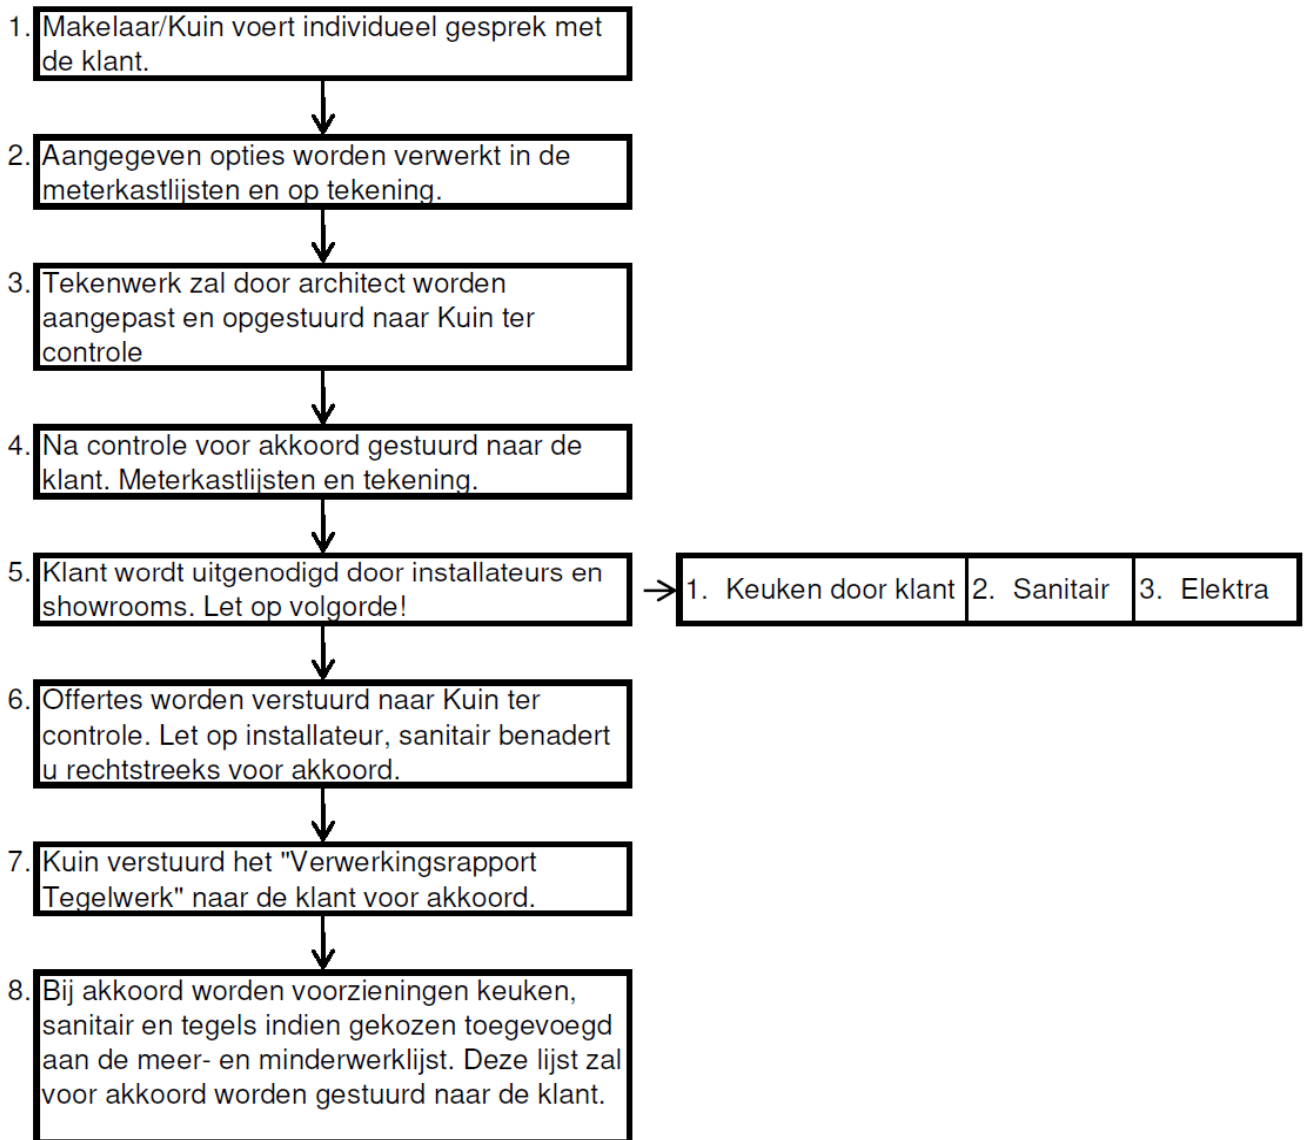 1. Makelaar/Kuin voert individueel gesprek met
de klant.
2. Aangegeven opties worden verwerkt in de
meterkastlijsten en op tekening.
3. Tekenwerk zal door architect worden
aangepast en opgestuurd naar Kuin ter
controle
4. Na controle voor akkoord gestuurd naar de
klant. Meterkastlijsten en tekening.
5. Klant wordt uitgenodigd door installateurs en
showrooms. Let op volgorde!
1. Keuken door klant 2. Sanitair 3. Elektra
6. Offertes worden verstuurd naar Kuin ter
controle. Let op installateur, sanitair benadert
u rechtstreeks voor akkoord.
7. Kuin verstuurd het "Verwerkingsrapport
Tegelwerk" naar de klant voor akkoord.
8. Bij akkoord worden voorzieningen keuken,
sanitair en tegels indien gekozen toegevoegd
aan de meer- en minderwerklijst. Deze lijst zal
voor akkoord worden gestuurd naar de klant.